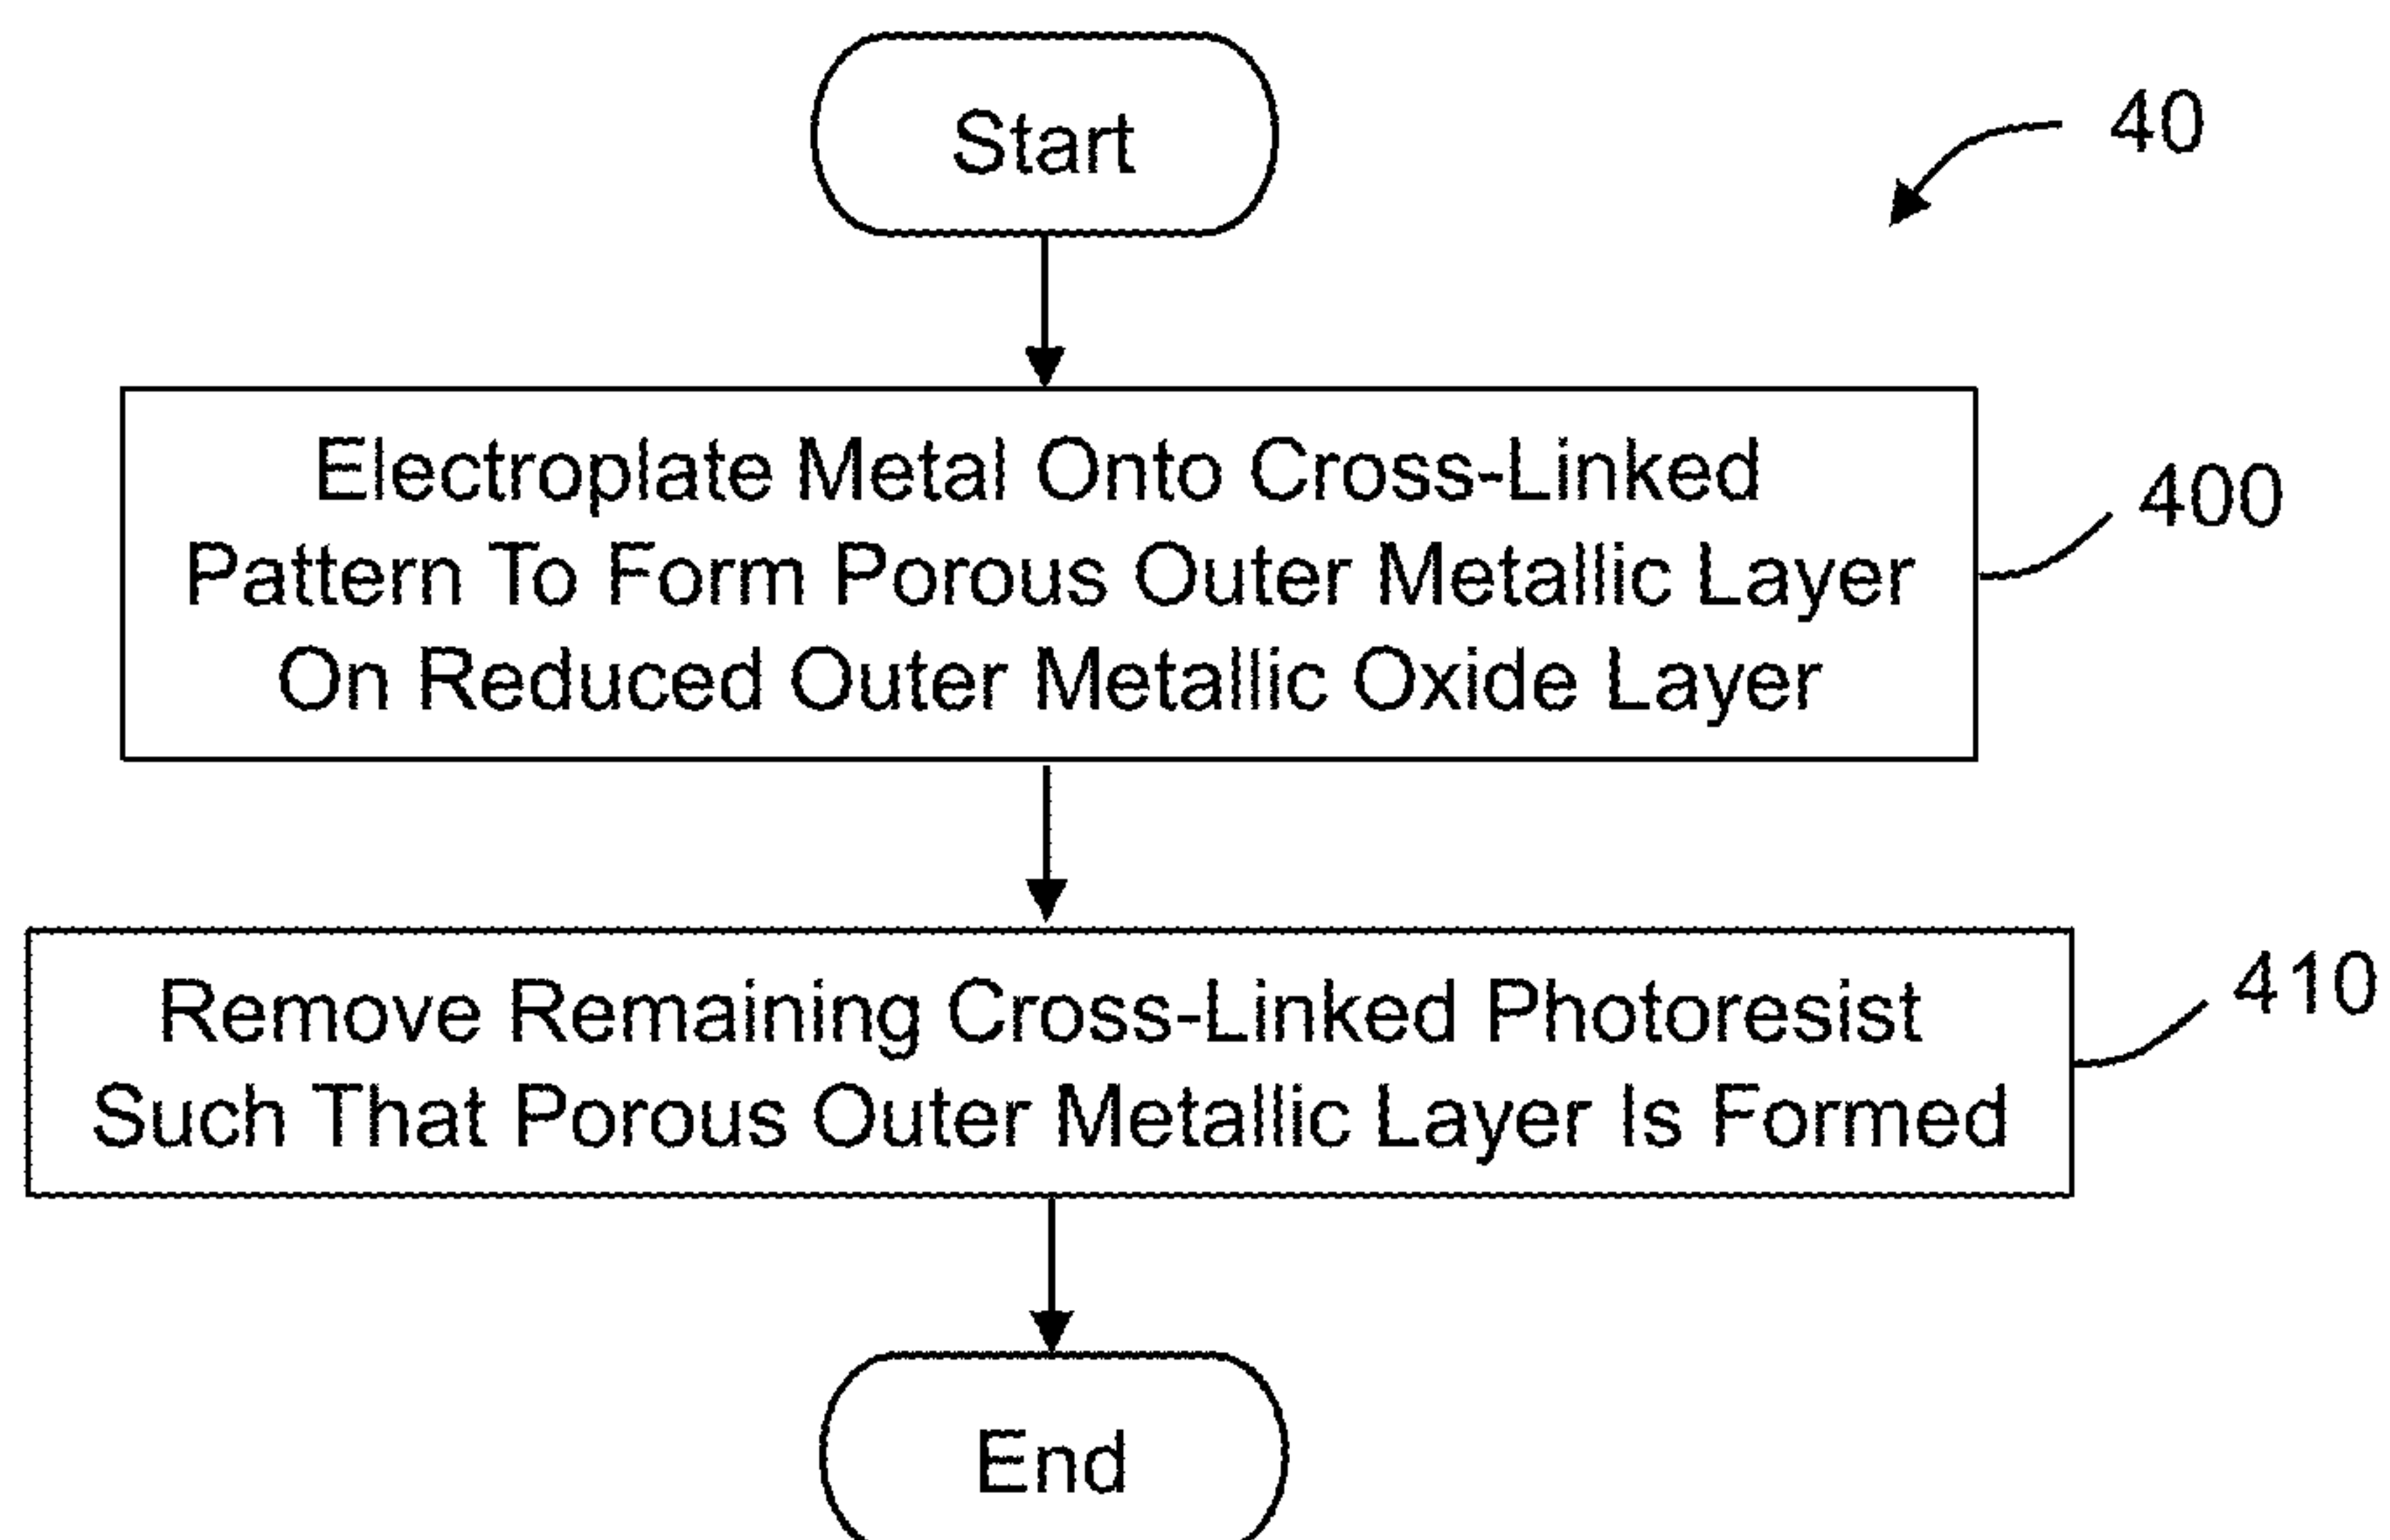 Start
40
Electroplate Metal Onto Cross-Linked
Pattern To Form Porous Outer Metallic Layer
On Reduced Outer Metallic Oxide Layer
400
Remove Remaining Cross-Linked Photoresist
Such That Porous Outer Metallic Layer Is Formed
410
End